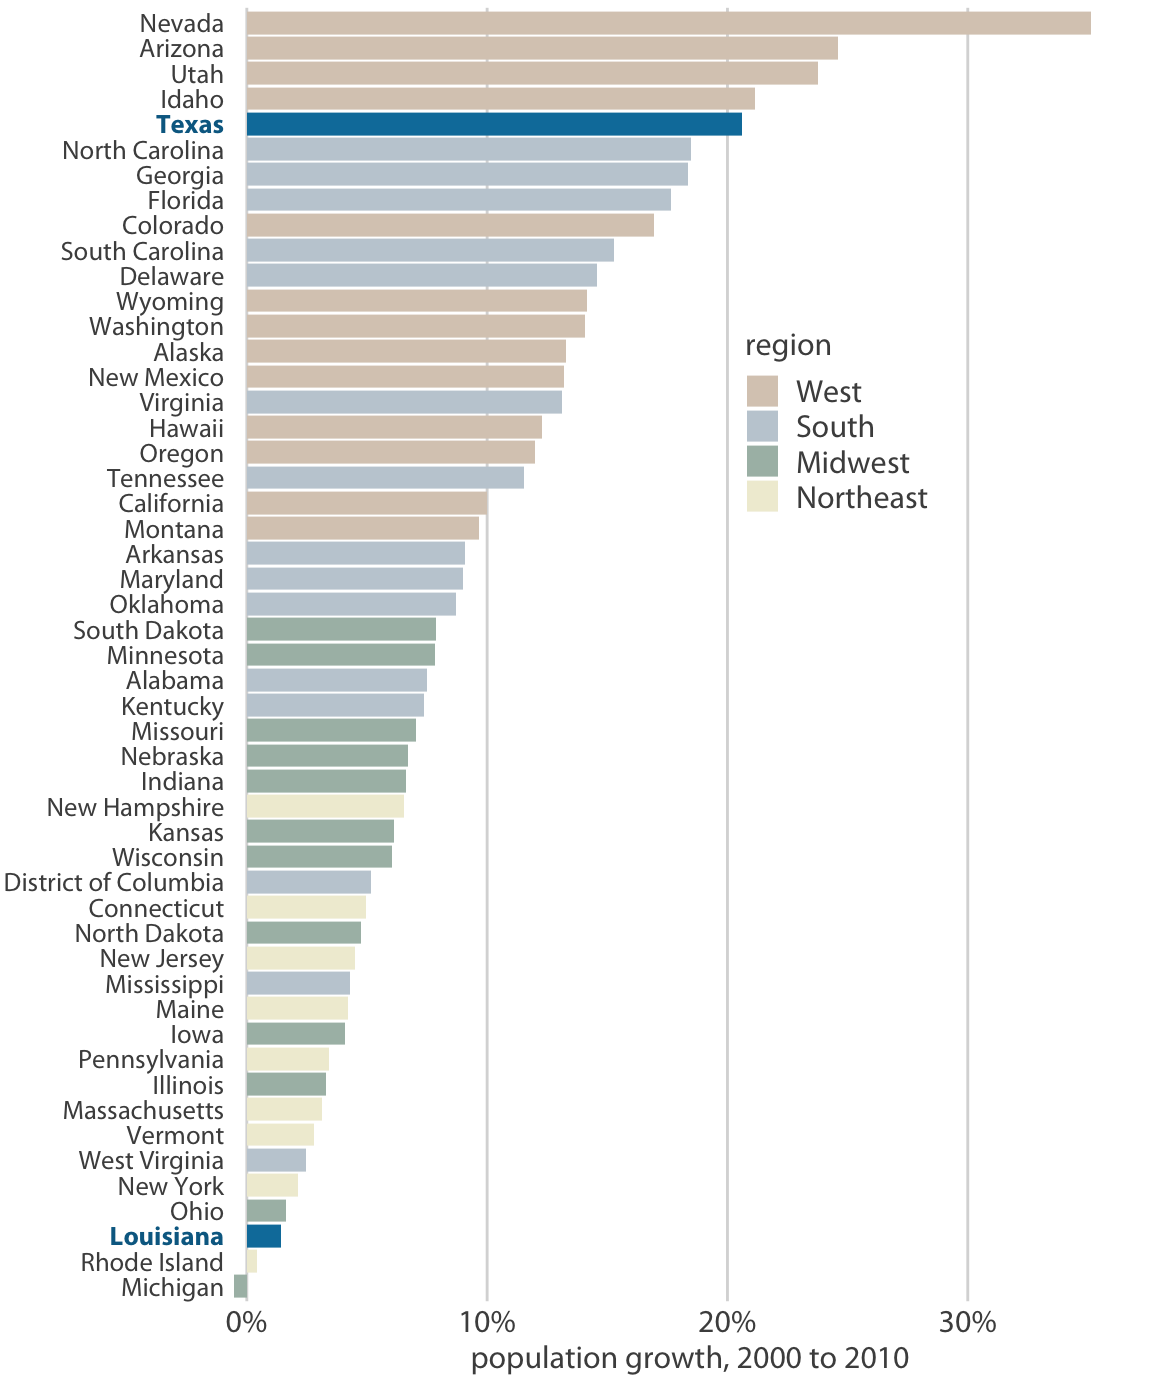 Nevada
Arizona
Utah
Idaho
Texas
North Carolina
Georgia
Florida
Colorado
South Carolina
Delaware
Wyoming
Washington
Alaska
New Mexico
Virginia
Hawaii
Oregon
Tennessee
California
Montana
Arkansas
Maryland
Oklahoma
South Dakota
Minnesota
Alabama
Kentucky
Missouri
Nebraska
Indiana
New Hampshire
Kansas
Wisconsin
District of Columbia
Connecticut
North Dakota
New Jersey
Mississippi
Maine
Iowa
Pennsylvania
Illinois
Massachusetts
Vermont
West Virginia
New York
Ohio
Louisiana
Rhode Island
Michigan
region
West
South
Midwest
Northeast
0% 10% 20% 30%
population growth, 2000 to 2010